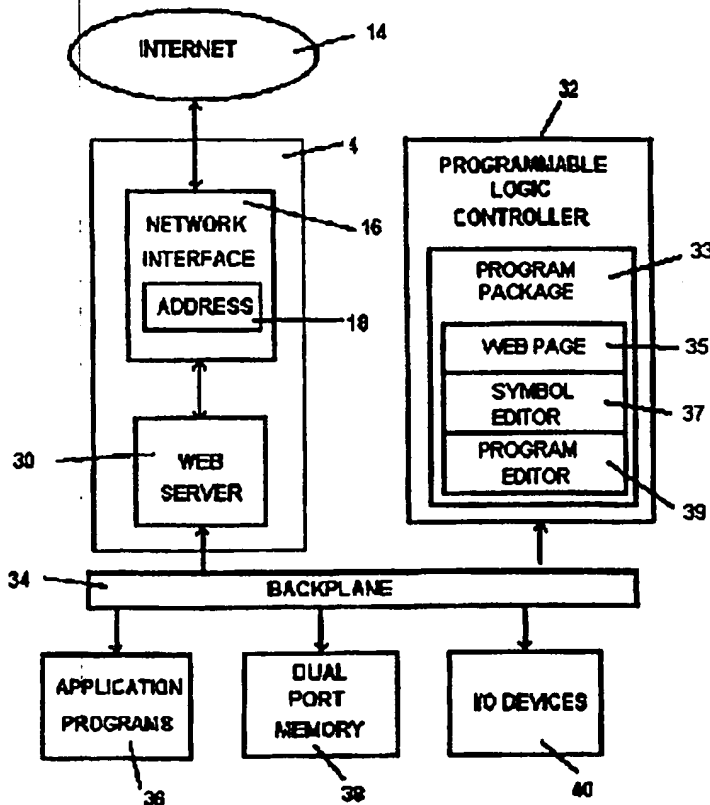 INTERNET
14
4
NETWORK
INTERFACE
16
ADDRESS
18
30
WEB
SERVER
32
PROGRAMMABLE
LOGIC
CONTROLLER
PROGRAM
PACKAGE
33
WEB PAGE
35
SYMBOL
EDITOR
37
PROGRAM
EDITOR
39
34
BACKPLANE
APPLICATION
PROGRAMS
36
DUAL
PORT
MEMORY
38
I/O DEVICES
40